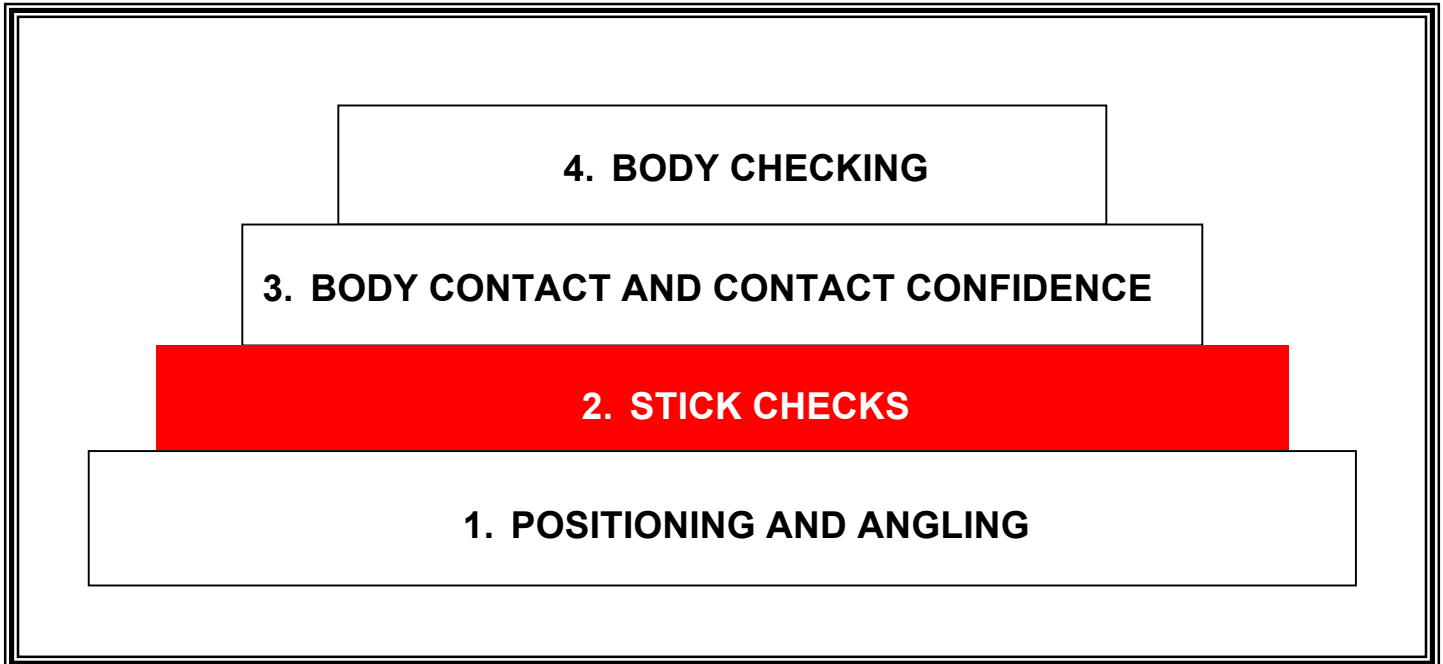 4. BODY CHECKING
3. BODY CONTACT AND CONTACT CONFIDENCE
2. STICK CHECKS
1. POSITIONING AND ANGLING